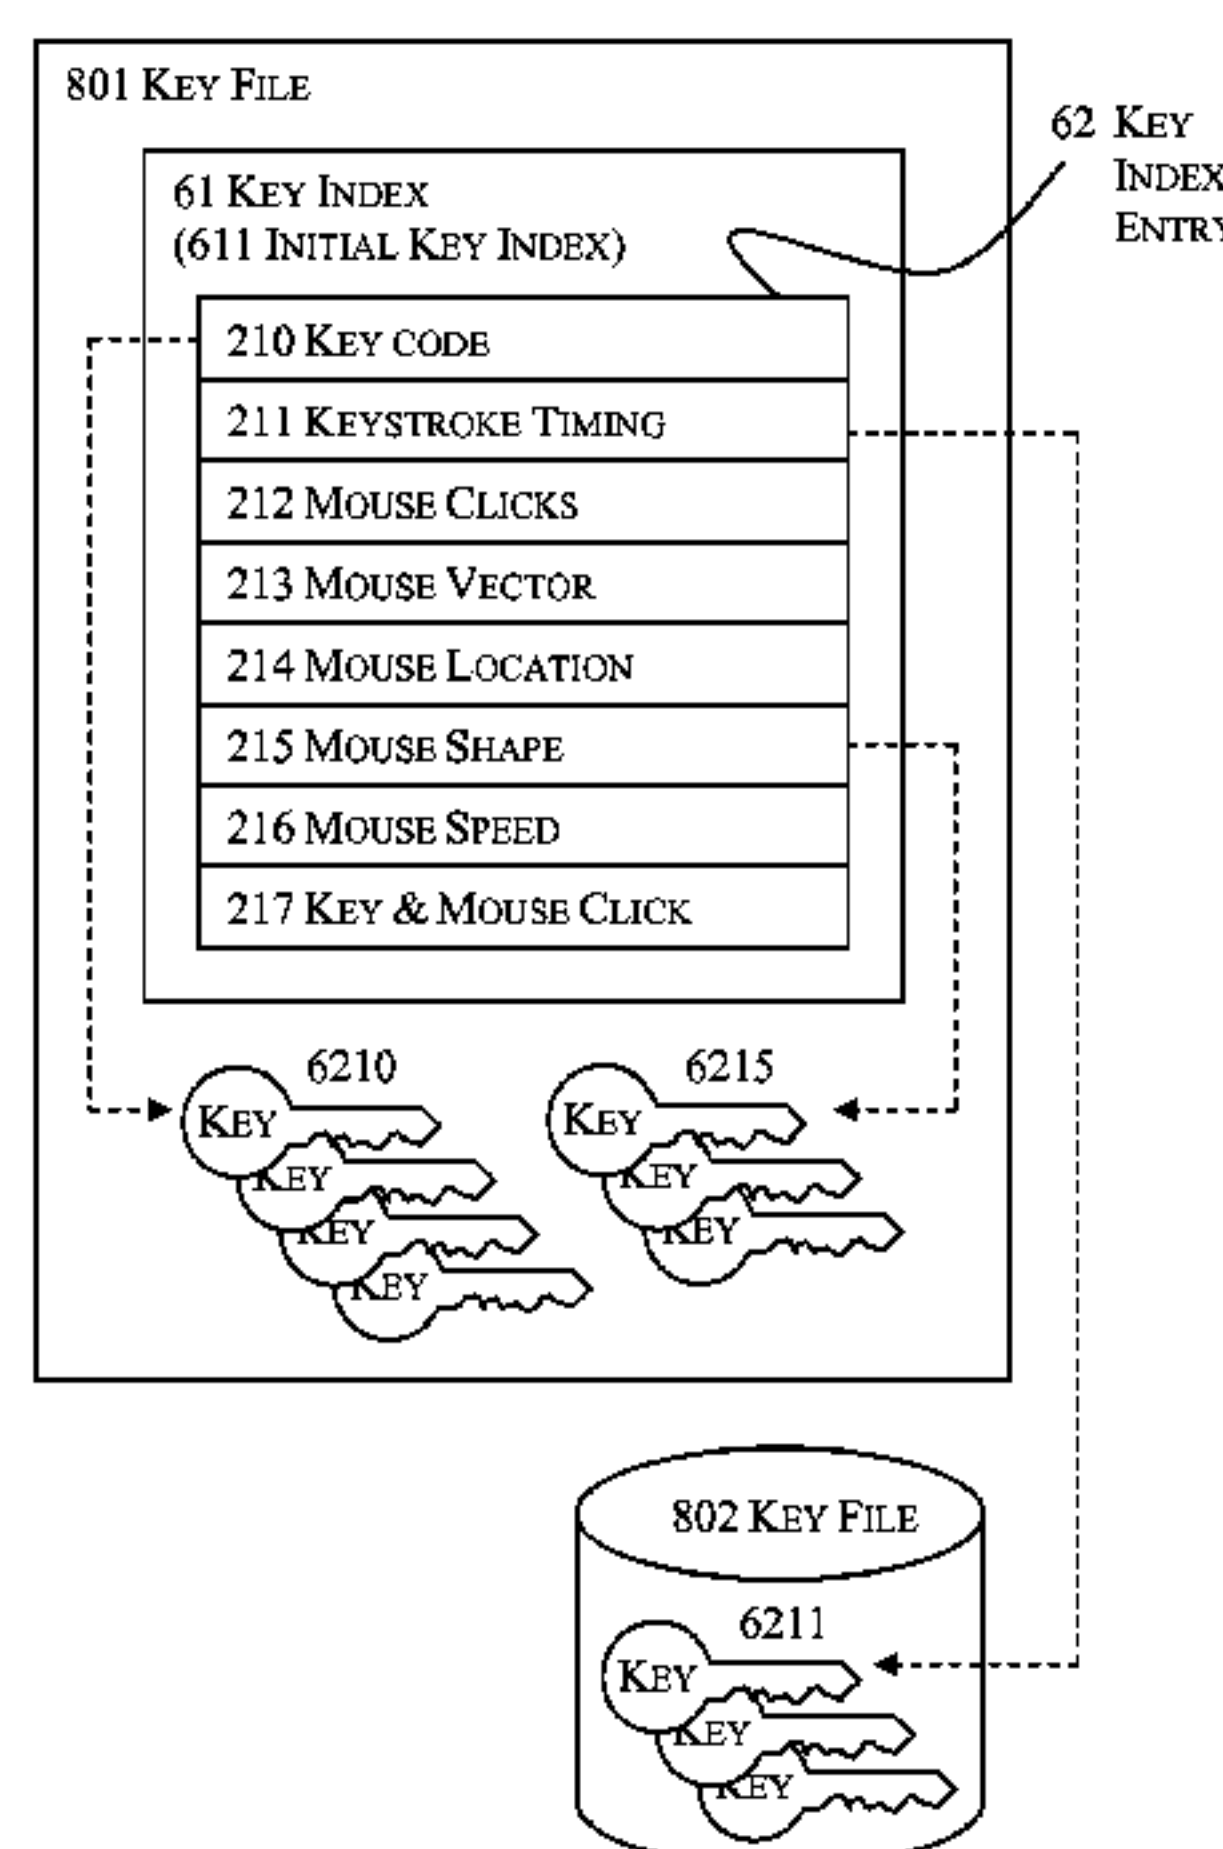 801 KEY FILE
62 KEY
INDEX
ENTRY
61 KEY INDEX
(611 INITIAL KEY INDEX)
210 KEY CODE
211 KEYSTROKE TIMING
212 MOUSE CLICKS
213 MOUSE VECTOR
214 MOUSE LOCATION
215 MOUSE SHAPE
216 MOUSE SPEED
217 KEY & MOUSE CLICK
6210
KEY
KEY
KEY
KEY
6215
KEY
KEY
KEY
802 KEY FILE
6211
KEY
KEY
KEY